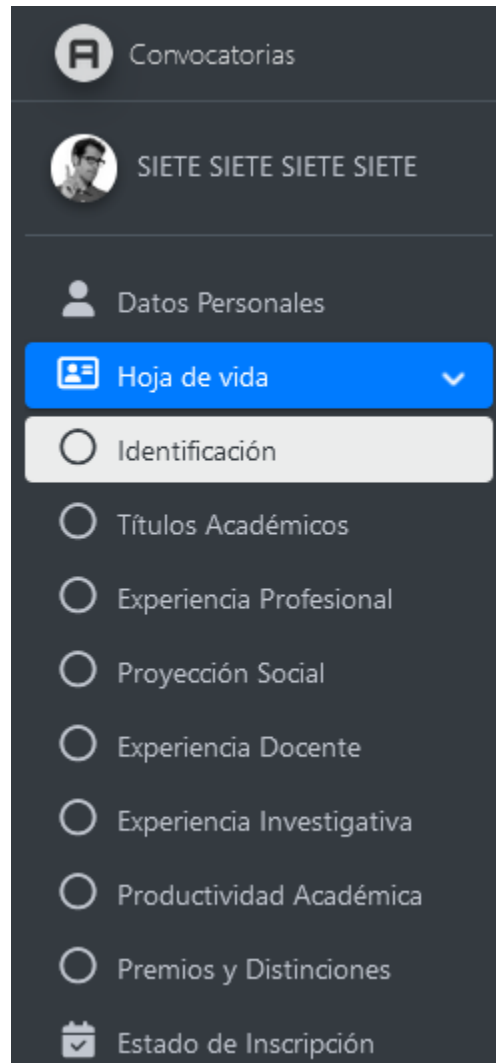 Convocatorias
SIETE SIETE SIETE SIETE
Datos Personales
Hoja de vida
Identificación
Títulos Académicos
Experiencia Profesional
Proyección Social
Experiencia Docente
Experiencia Investigativa
Productividad Académica
Premios y Distinciones
Estado de Inscripción